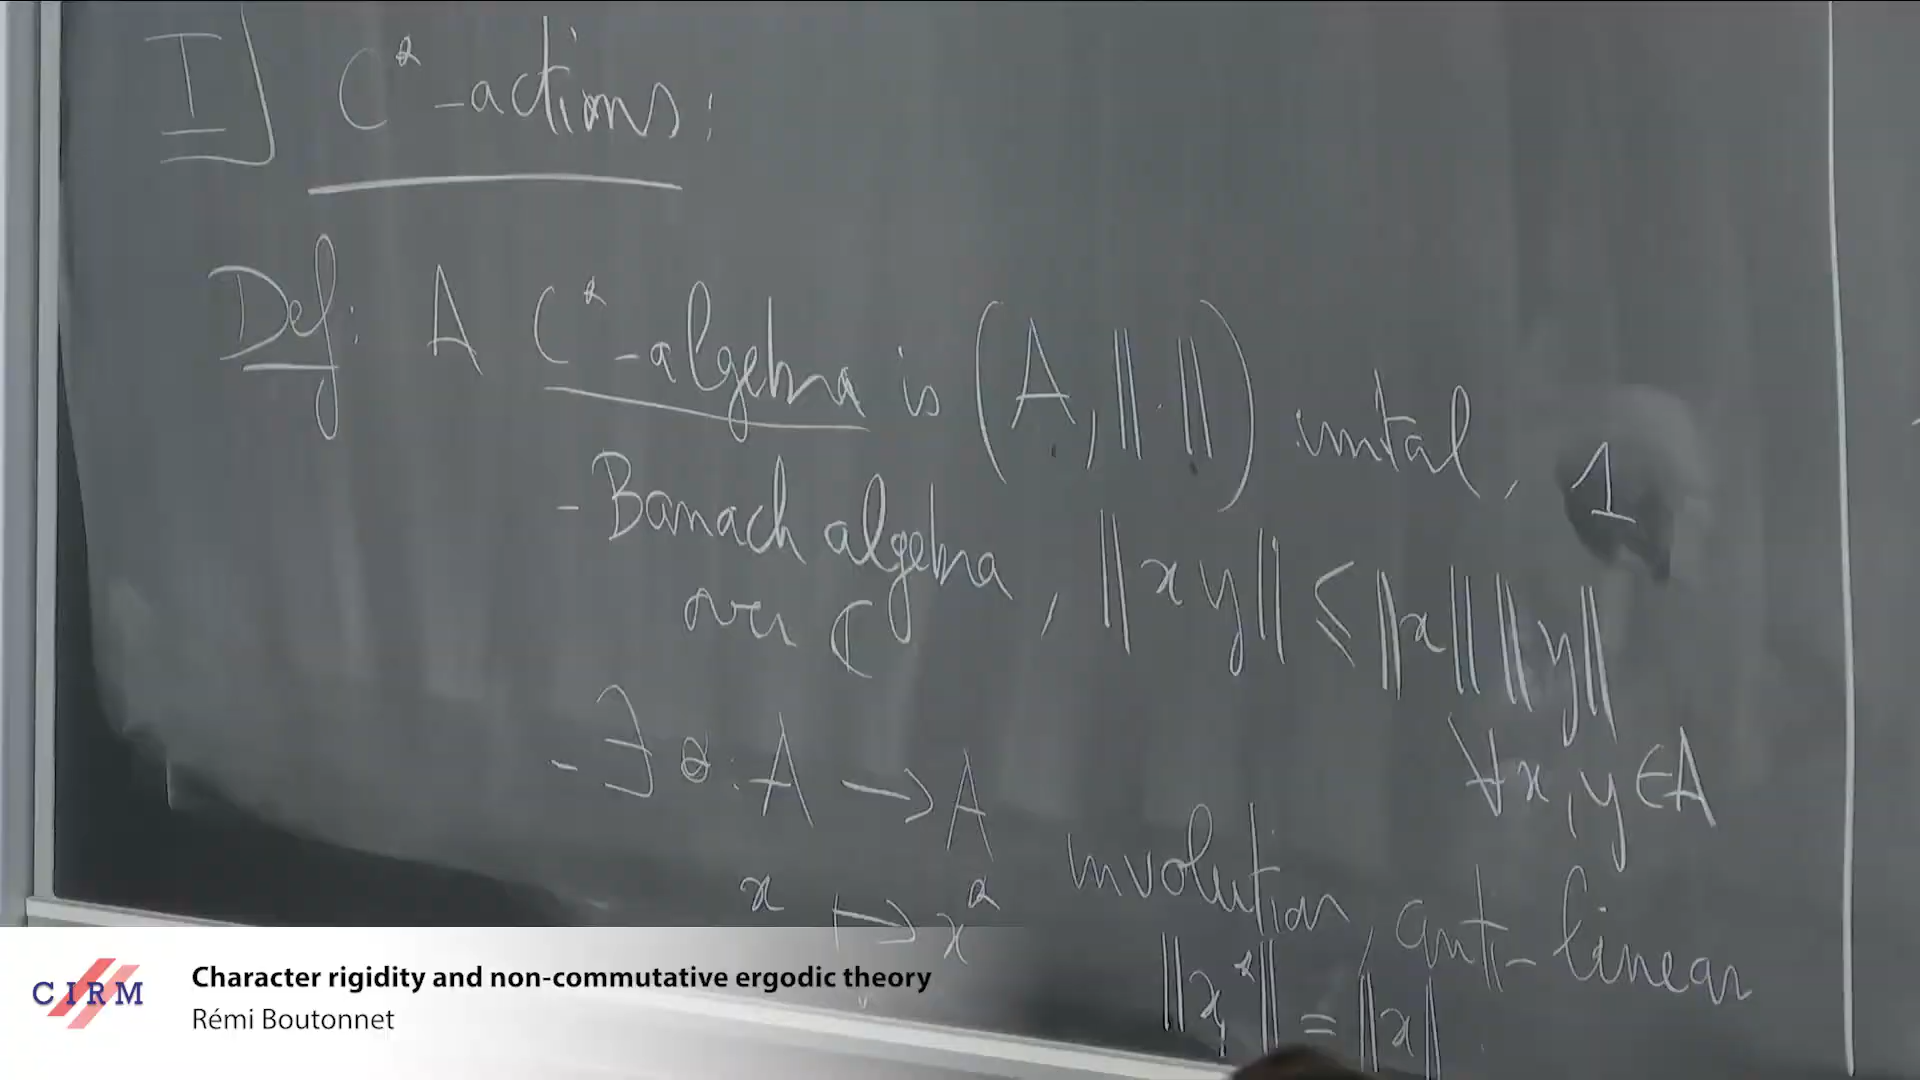 I] C*-actions:
Def: A C*-algebra is (A, ‖·‖) unital, 1
- Banach algebra, ‖xy‖ ≤ ‖x‖‖y‖
over ℂ
∀x, y ∈ A
- ∃ *: A → A involution, anti-linear
x ↦ x* ‖x*‖ = ‖x‖
CIRM
Character rigidity and non-commutative ergodic theory
Rémi Boutonnet